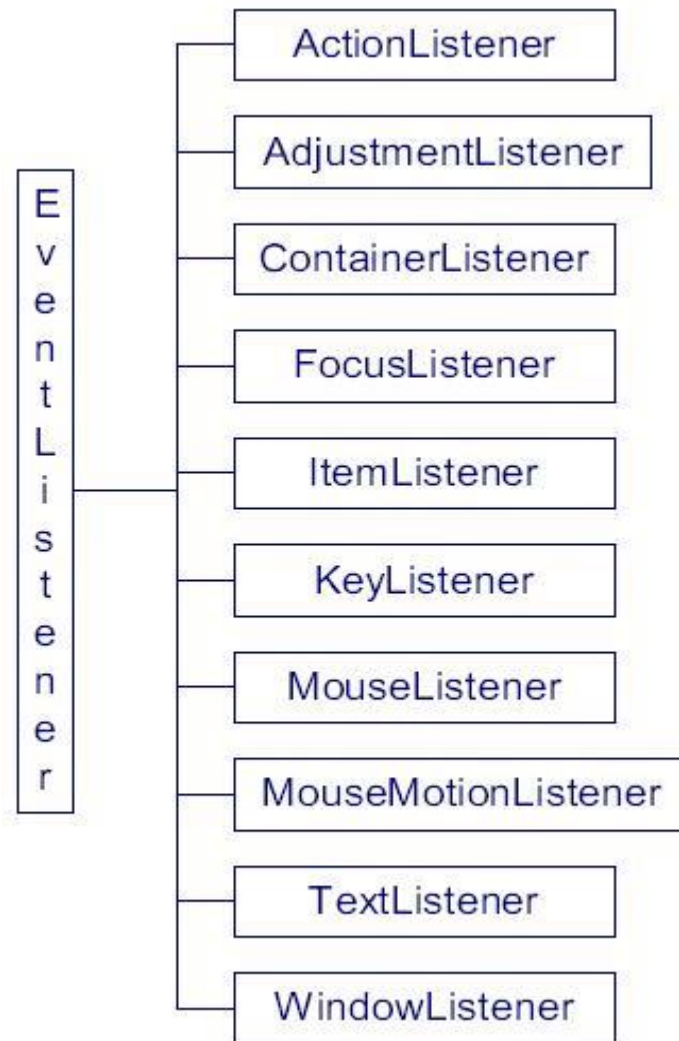 EventListener
ActionListener
AdjustmentListener
ContainerListener
FocusListener
ItemListener
KeyListener
MouseListener
MouseMotionListener
TextListener
WindowListener